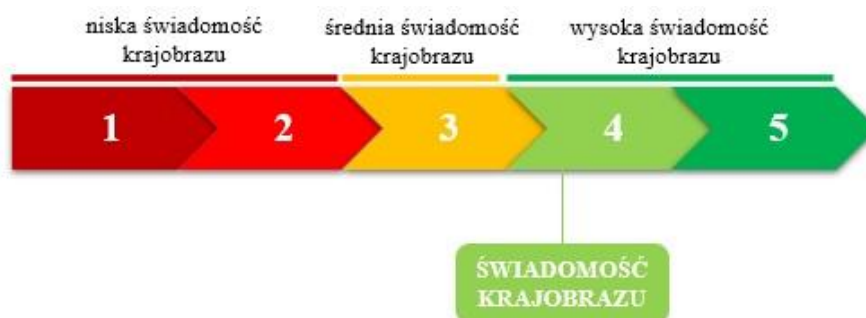 niska świadomość
krajobrazu
średnia świadomość
krajobrazu
wysoka świadomość
krajobrazu
1
2
3
4
5
ŚWIADOMOŚĆ
KRAJOBRAZU